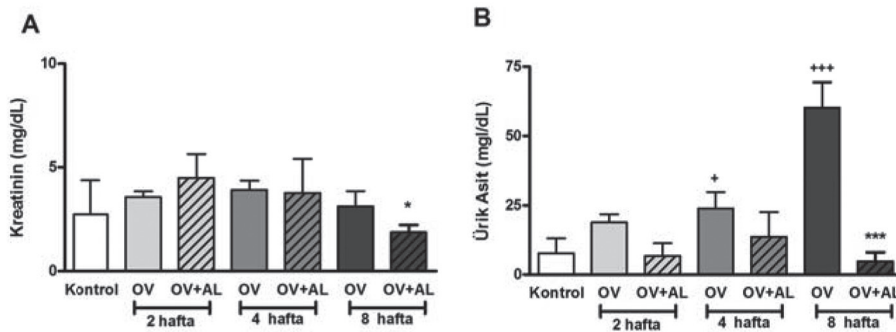 A
Kreatinin (mg/dL)
10
5
0
*
Kontrol OV OV+AL OV OV+AL OV OV+AL
2 hafta 4 hafta 8 hafta
B
Ürik Asit (mgl/dL)
75
50
25
0
+
+++
***
Kontrol OV OV+AL OV OV+AL OV OV+AL
2 hafta 4 hafta 8 hafta